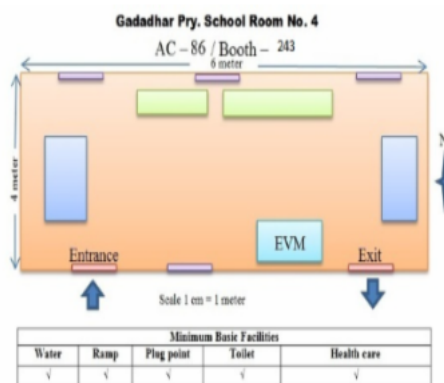 Gadadhar Pry. School Room No. 4
AC – 86 / Booth – 243
6 meter
4 meter
N
EVM
Entrance
Exit
Scale 1 cm = 1 meter
Minimum Basic Facilities
Water Ramp Plug point Toilet Health care
√ √ √ √ √